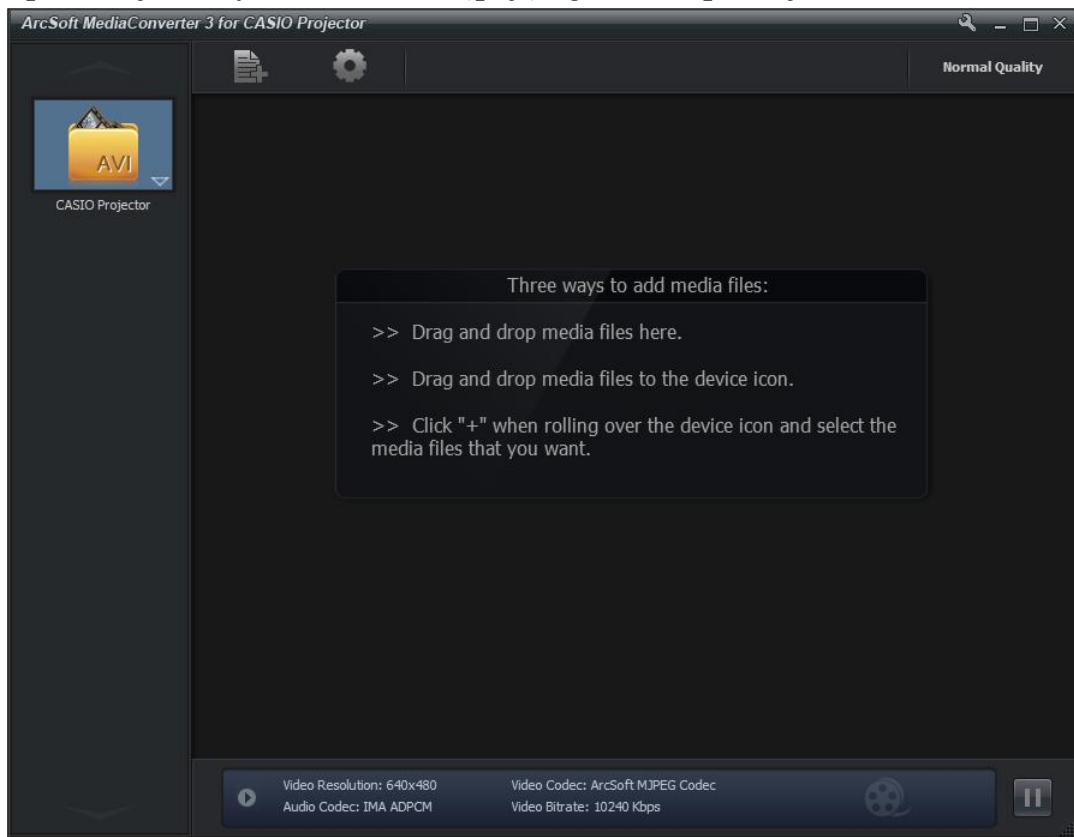 ArcSoft MediaConverter 3 for CASIO Projector
Normal Quality
AVI
CASIO Projector
Three ways to add media files:
>> Drag and drop media files here.
>> Drag and drop media files to the device icon.
>> Click "+" when rolling over the device icon and select the
media files that you want.
Video Resolution: 640x480 Video Codec: ArcSoft MJPEG Codec
Audio Codec: IMA ADPCM Video Bitrate: 10240 Kbps